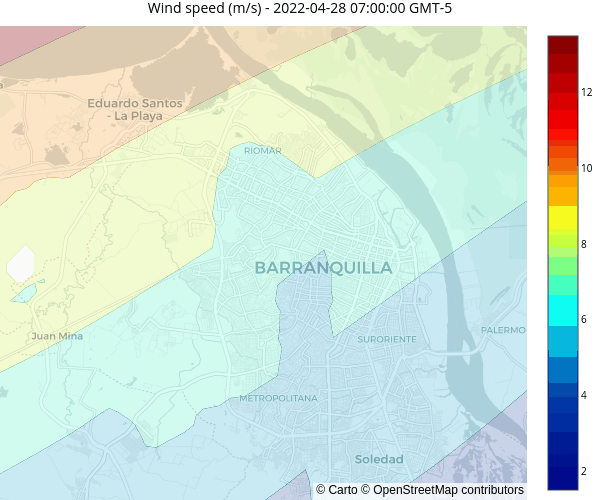 Wind speed (m/s) - 2022-04-28 07:00:00 GMT-5
Eduardo Santos
- La Playa
RIOMAR
BARRANQUILLA
Juan Mina
SURORIENTE
PALERMO
METROPOLITANA
Soledad
© Carto © OpenStreetMap contributors
12
10
8
6
4
2